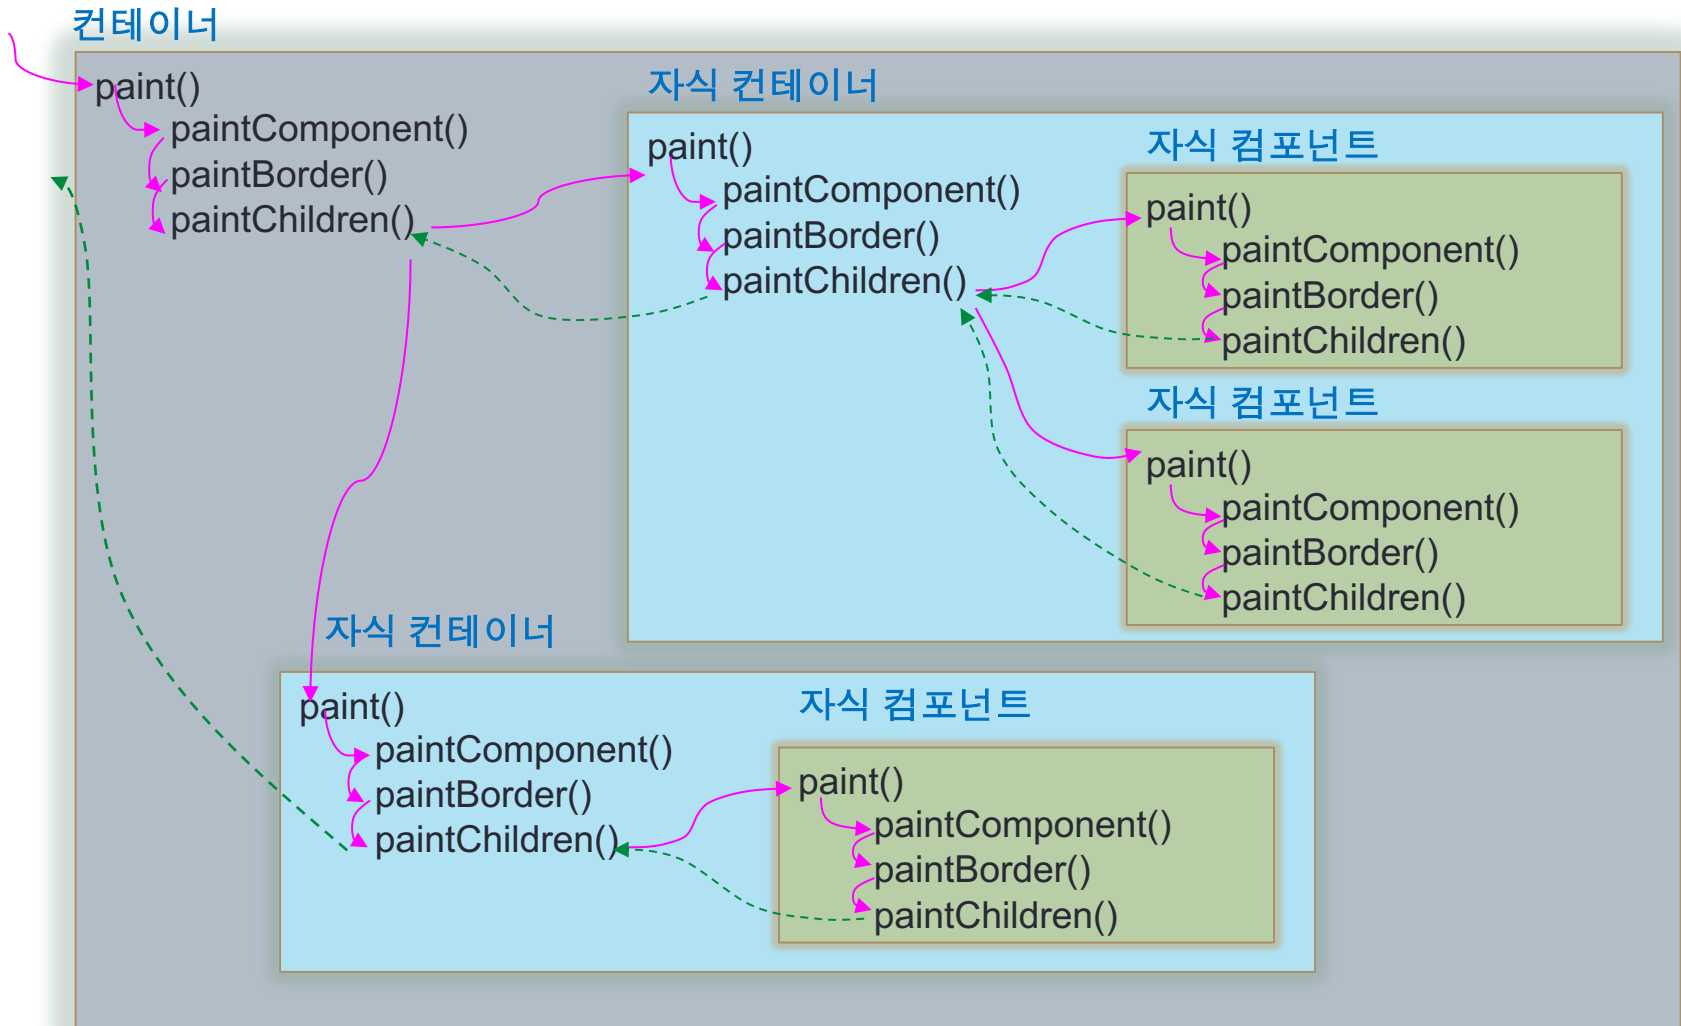 컨테이너
paint()
paintComponent()
paintBorder()
paintChildren()
자식 컨테이너
paint()
paintComponent()
paintBorder()
paintChildren()
자식 컴포넌트
paint()
paintComponent()
paintBorder()
paintChildren()
자식 컴포넌트
paint()
paintComponent()
paintBorder()
paintChildren()
자식 컨테이너
paint()
paintComponent()
paintBorder()
paintChildren()
자식 컴포넌트
paint()
paintComponent()
paintBorder()
paintChildren()